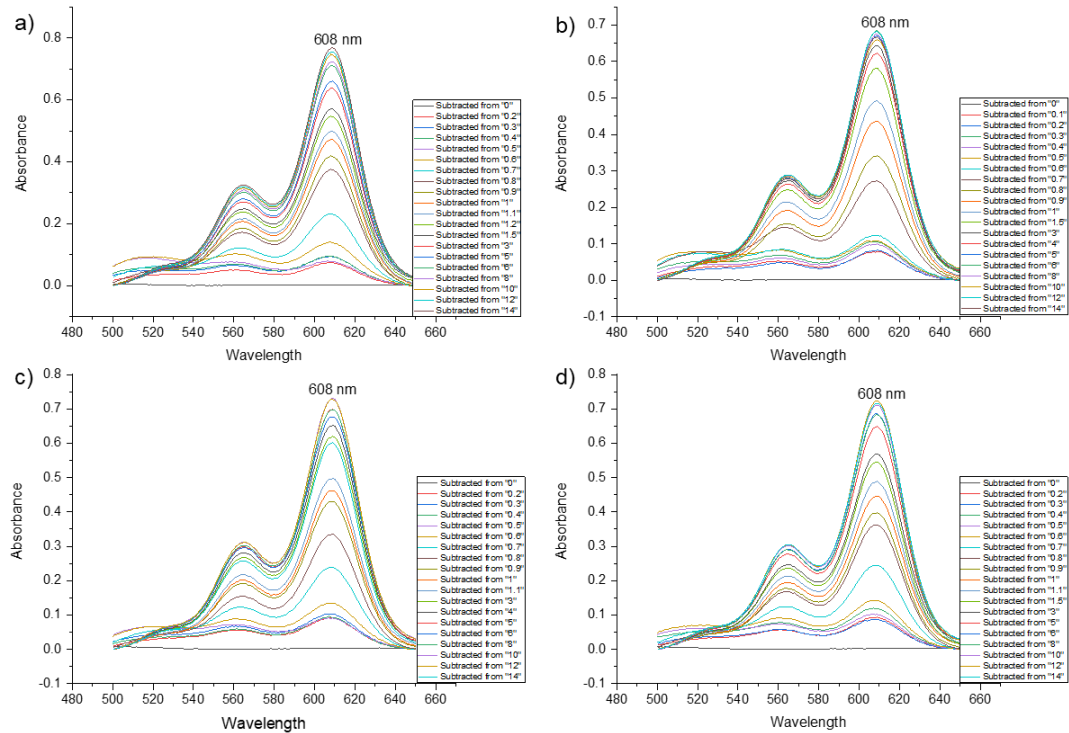 a)
608 nm
0.8
0.6
0.4
0.2
0.0
Absorbance
480 500 520 540 560 580 600 620 640 660
Wavelength
Subtracted from "0"
Subtracted from "0.2"
Subtracted from "0.3"
Subtracted from "0.4"
Subtracted from "0.5"
Subtracted from "0.6"
Subtracted from "0.7"
Subtracted from "0.8"
Subtracted from "0.9"
Subtracted from "1"
Subtracted from "1.1"
Subtracted from "1.2"
Subtracted from "1.5"
Subtracted from "3"
Subtracted from "5"
Subtracted from "6"
Subtracted from "8"
Subtracted from "10"
Subtracted from "12"
Subtracted from "14"
b)
608 nm
0.7
0.6
0.5
0.4
0.3
0.2
0.1
0.0
-0.1
Absorbance
480 500 520 540 560 580 600 620 640 660
Wavelength
Subtracted from "0"
Subtracted from "0.1"
Subtracted from "0.2"
Subtracted from "0.3"
Subtracted from "0.4"
Subtracted from "0.5"
Subtracted from "0.6"
Subtracted from "0.7"
Subtracted from "0.8"
Subtracted from "0.9"
Subtracted from "1"
Subtracted from "1.5"
Subtracted from "3"
Subtracted from "4"
Subtracted from "5"
Subtracted from "6"
Subtracted from "8"
Subtracted from "10"
Subtracted from "12"
Subtracted from "14"
c)
608 nm
0.8
0.7
0.6
0.5
0.4
0.3
0.2
0.1
0.0
-0.1
Absorbance
480 500 520 540 560 580 600 620 640 660
Wavelength
Subtracted from "0"
Subtracted from "0.2"
Subtracted from "0.3"
Subtracted from "0.4"
Subtracted from "0.5"
Subtracted from "0.6"
Subtracted from "0.7"
Subtracted from "0.8"
Subtracted from "0.9"
Subtracted from "1"
Subtracted from "1.1"
Subtracted from "3"
Subtracted from "4"
Subtracted from "5"
Subtracted from "6"
Subtracted from "8"
Subtracted from "10"
Subtracted from "12"
Subtracted from "14"
d)
608 nm
0.8
0.7
0.6
0.5
0.4
0.3
0.2
0.1
0.0
-0.1
Absorbance
480 500 520 540 560 580 600 620 640 660
Wavelength
Subtracted from "0"
Subtracted from "0.2"
Subtracted from "0.3"
Subtracted from "0.4"
Subtracted from "0.5"
Subtracted from "0.6"
Subtracted from "0.7"
Subtracted from "0.8"
Subtracted from "0.9"
Subtracted from "1"
Subtracted from "1.1"
Subtracted from "1.5"
Subtracted from "3"
Subtracted from "5"
Subtracted from "6"
Subtracted from "8"
Subtracted from "10"
Subtracted from "12"
Subtracted from "14"